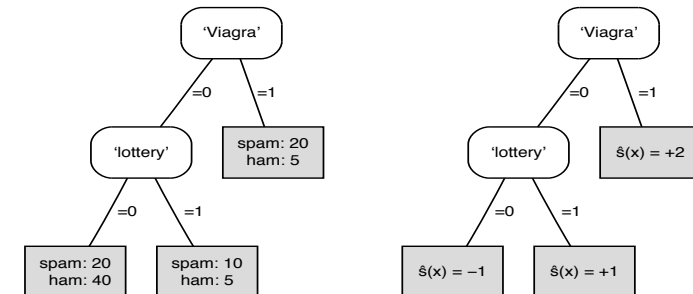 ‘Viagra’
=0
=1
‘lottery’
spam: 20
ham: 5
=0
=1
spam: 20
ham: 40
spam: 10
ham: 5
‘Viagra’
=0
=1
‘lottery’
ŝ(x) = +2
=0
=1
ŝ(x) = −1
ŝ(x) = +1